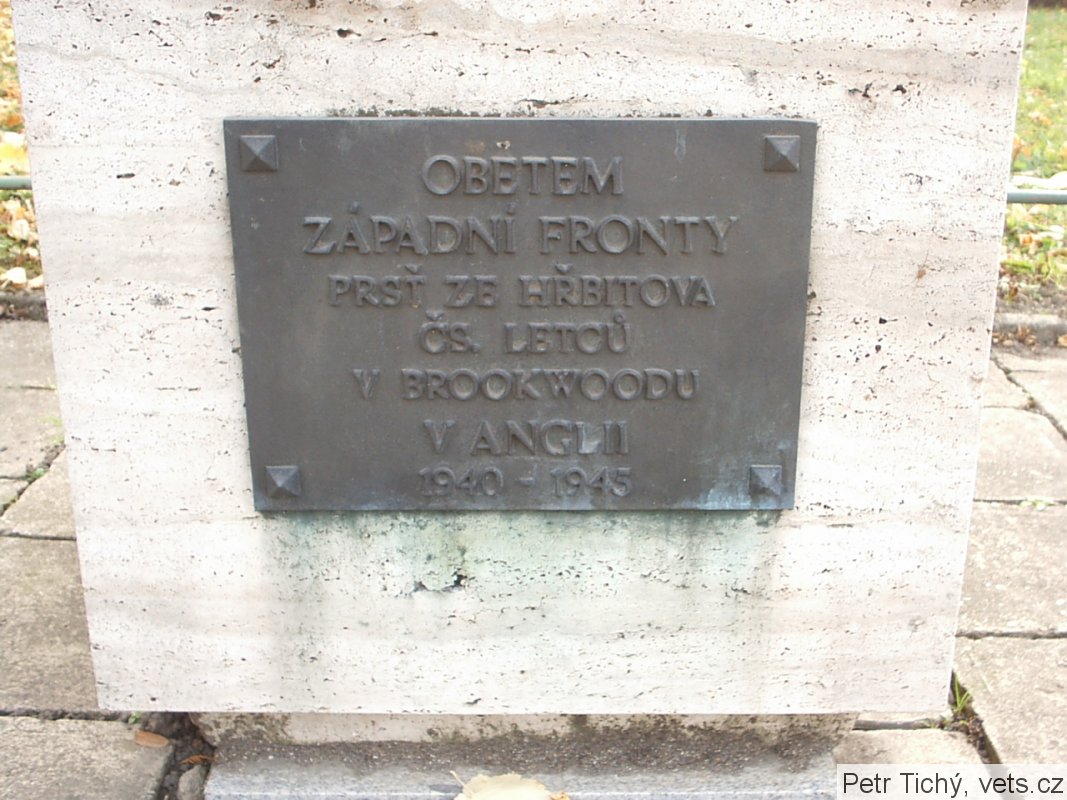 OBĚTEM
ZÁPADNÍ FRONTY
PRSŤ ZE HŘBITOVA
ČS. LETCŮ
V BROOKWOODU
V ANGLII
1940 - 1945
Petr Tichý, vets.cz